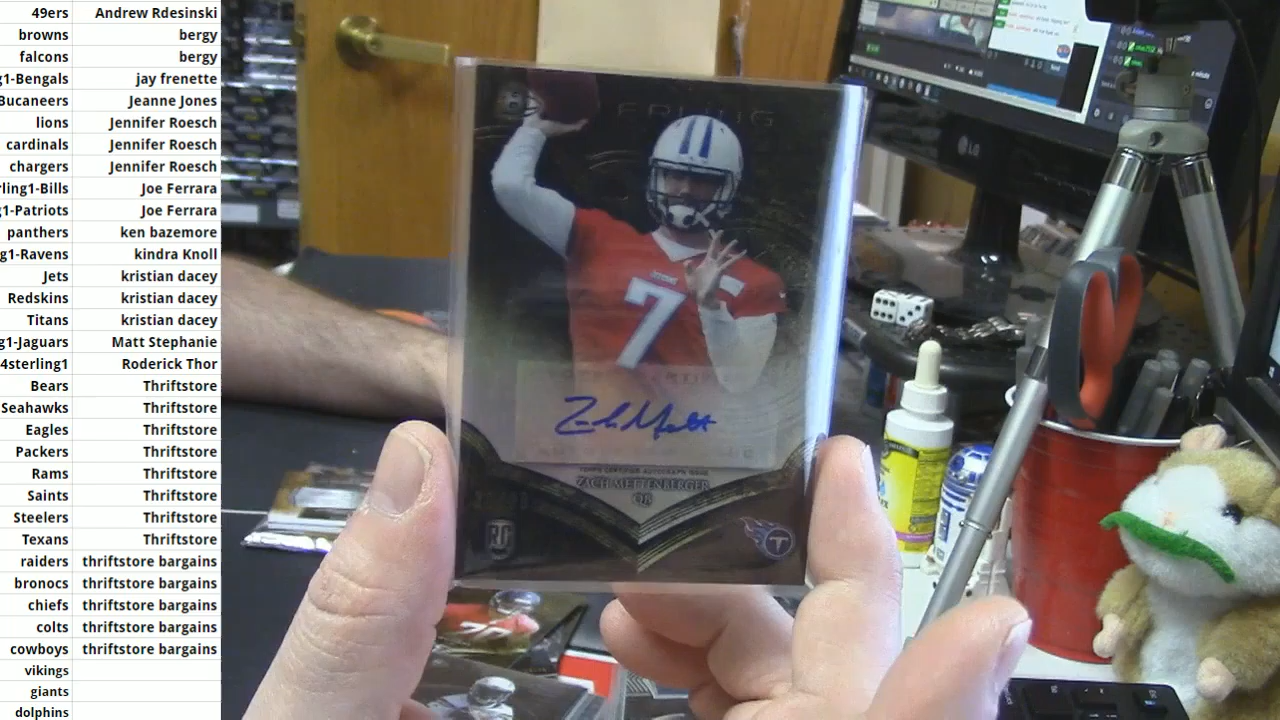 49ers Andrew Rdesinski
browns bergy
falcons bergy
g1-Bengals jay frenette
Bucaneers Jeanne Jones
lions Jennifer Roesch
cardinals Jennifer Roesch
chargers Jennifer Roesch
rling1-Bills Joe Ferrara
g1-Patriots Joe Ferrara
panthers ken bazemore
g1-Ravens kindra Knoll
Jets kristian dacey
Redskins kristian dacey
Titans kristian dacey
g1-Jaguars Matt Stephanie
4sterling1 Roderick Thor
Bears Thriftstore
Seahawks Thriftstore
Eagles Thriftstore
Packers Thriftstore
Rams Thriftstore
Saints Thriftstore
Steelers Thriftstore
Texans Thriftstore
raiders thriftstore bargains
bronocs thriftstore bargains
chiefs thriftstore bargains
colts thriftstore bargains
cowboys thriftstore bargains
vikings
giants
dolphins
7
TOPPS CERTIFIED AUTOGRAPH ISSUE
ZACH METTENBERGER
QB
T
LG